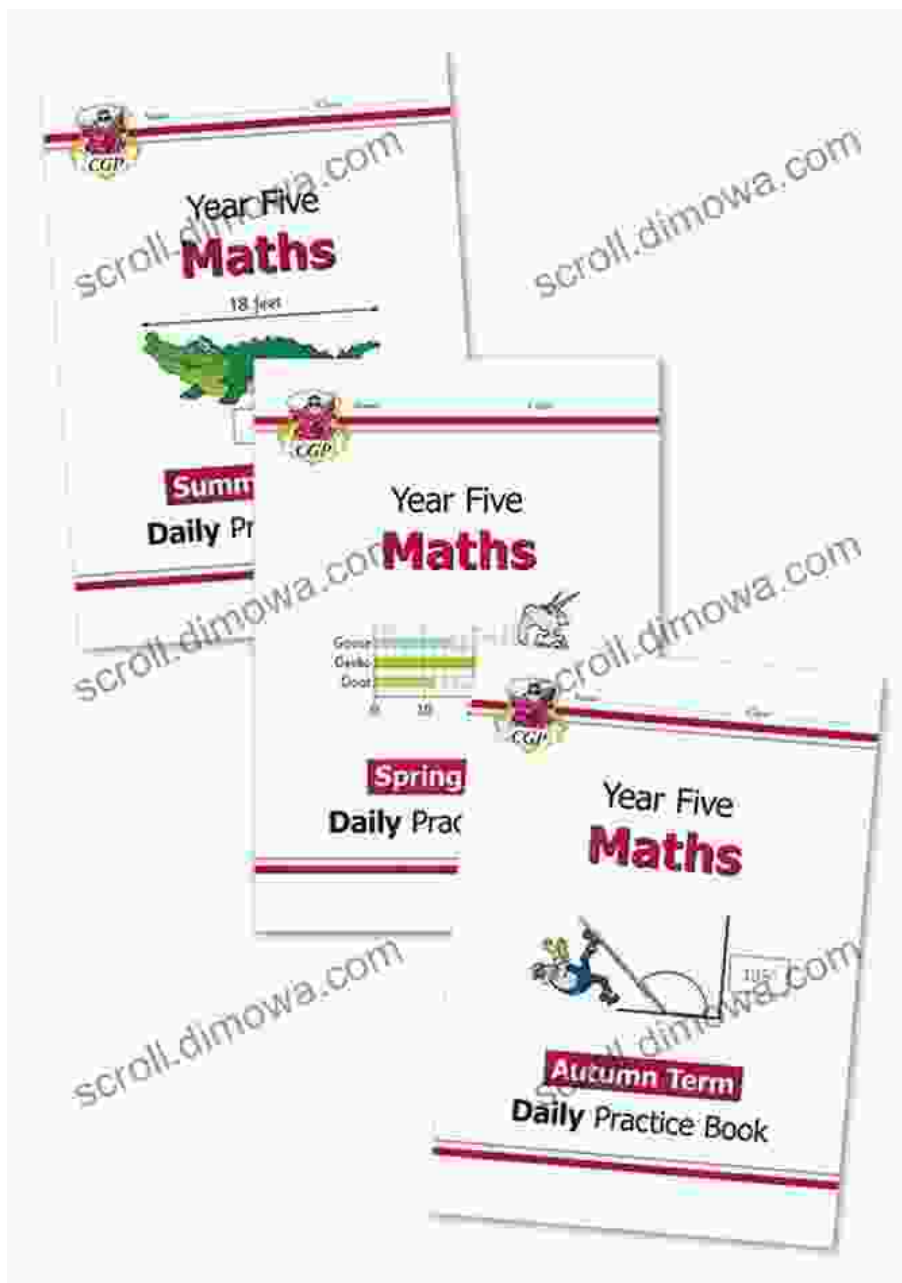 CGP
Year Five
Maths
18 feet
Summ
Daily Pr
CGP
Year Five
Maths
Goose
Gecko
Goat
0 10
Spring
Daily Prac
CGP
Year Five
Maths
Autumn Term
Daily Practice Book
scroll.dimowa.com
scroll.dimowa.com
scroll.dimowa.com
scroll.dimowa.com
scroll.dimowa.com
scroll.dimowa.com